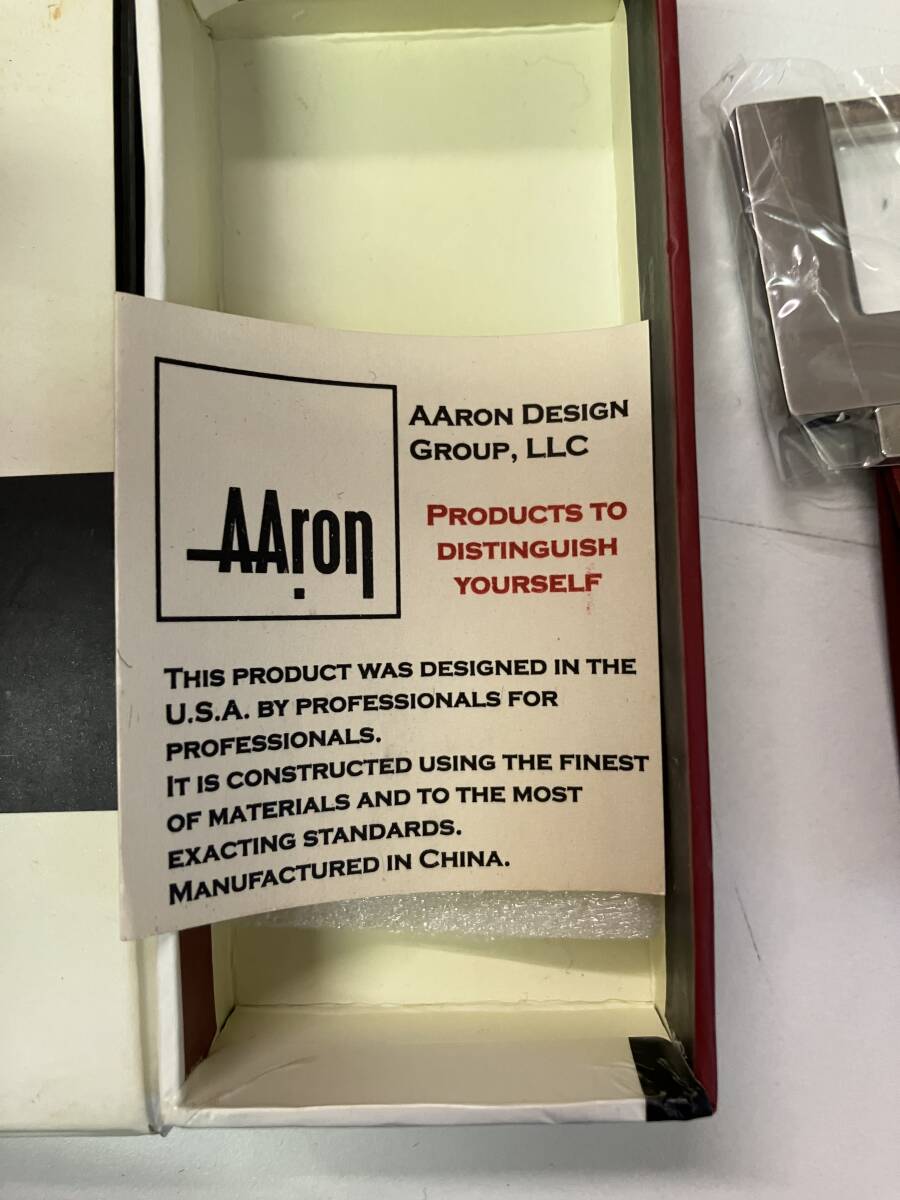 AAron
AARON DESIGN
GROUP, LLC
PRODUCTS TO
DISTINGUISH
YOURSELF
THIS PRODUCT WAS DESIGNED IN THE
U.S.A. BY PROFESSIONALS FOR
PROFESSIONALS.
IT IS CONSTRUCTED USING THE FINEST
OF MATERIALS AND TO THE MOST
EXACTING STANDARDS.
MANUFACTURED IN CHINA.